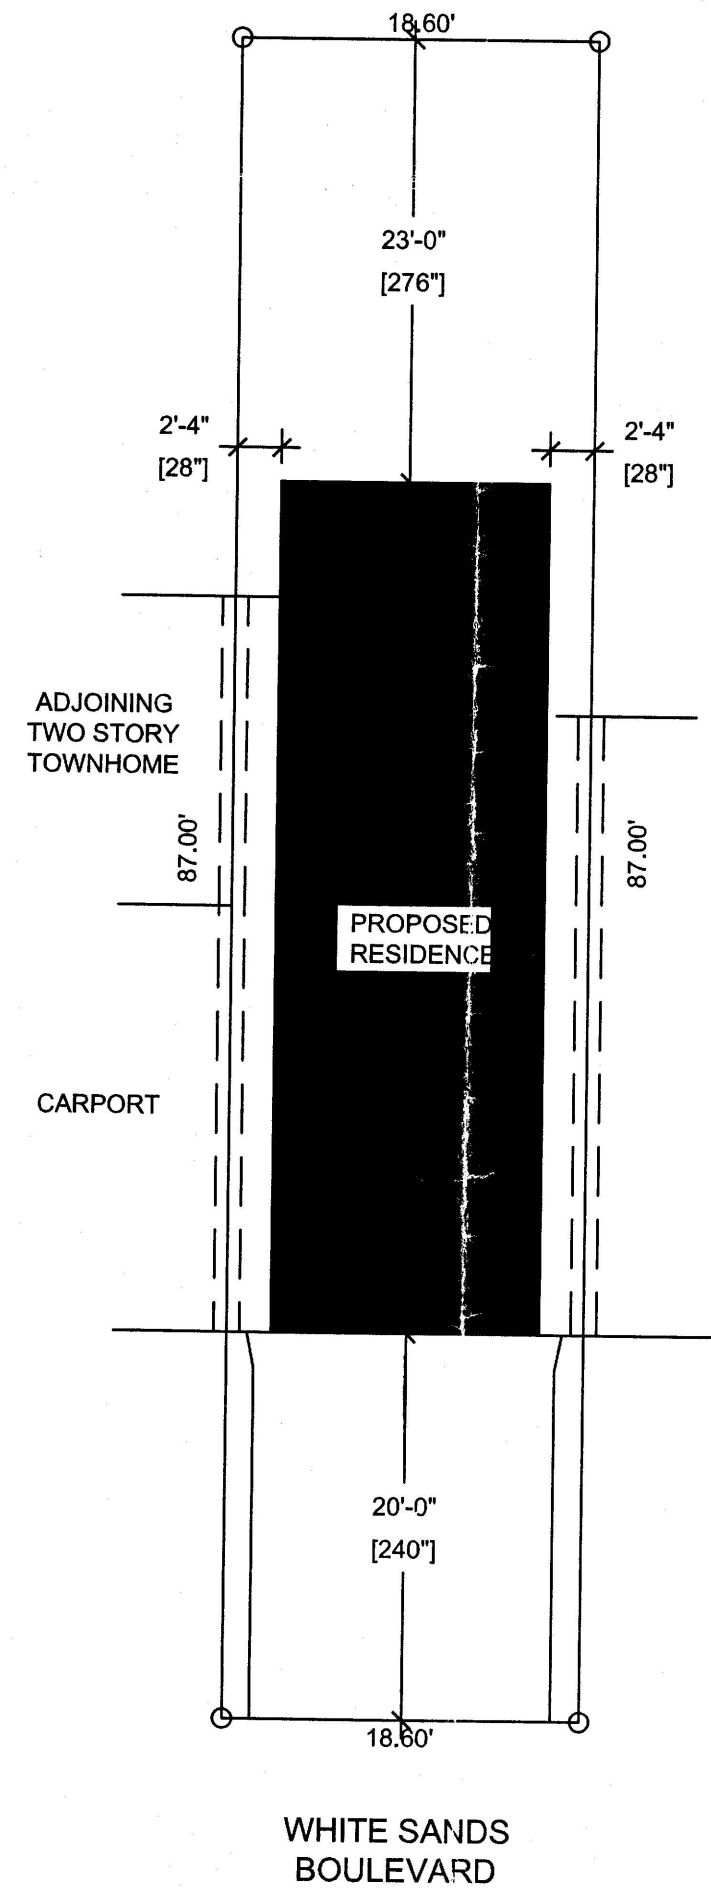 18.60'
23'-0"
[276"]
2'-4"
[28"]
2'-4"
[28"]
ADJOINING
TWO STORY
TOWNHOME
87.00'
87.00'
PROPOSED
RESIDENCE
CARPORT
20'-0"
[240"]
18.60'
WHITE SANDS
BOULEVARD